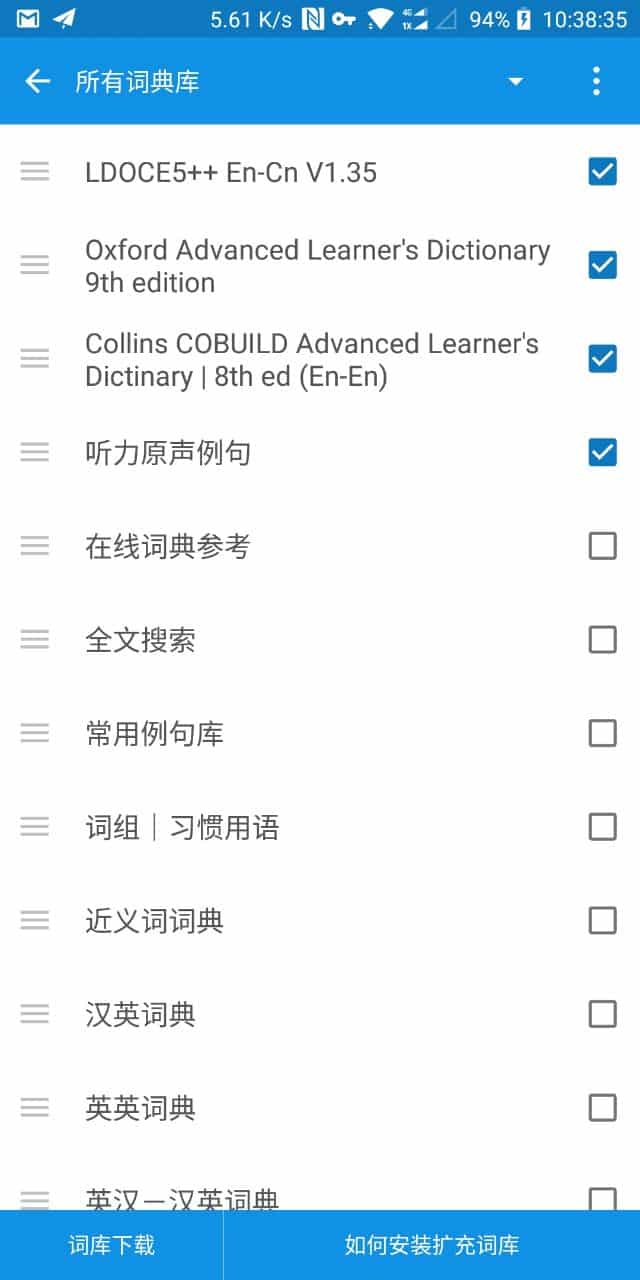 5.61 K/s 4G 1X 94% 10:38:35
所有词典库
LDOCE5++ En-Cn V1.35
Oxford Advanced Learner's Dictionary
9th edition
Collins COBUILD Advanced Learner's
Dictinary | 8th ed (En-En)
听力原声例句
在线词典参考
全文搜索
常用例句库
词组｜习惯用语
近义词词典
汉英词典
英英词典
英汉－汉英词典
词库下载 如何安装扩充词库